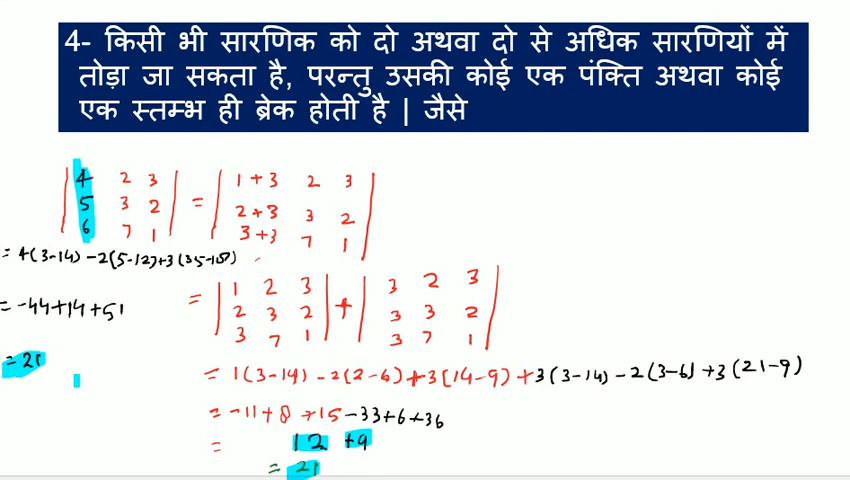 4- किसी भी सारणिक को दो अथवा दो से अधिक सारणियों में
तोड़ा जा सकता है, परन्तु उसकी कोई एक पंक्ति अथवा कोई
एक स्तम्भ ही ब्रेक होती है | जैसे
| 4 2 3 | = | 1+3 2 3 |
| 5 3 2 | | 2+3 3 2 |
| 6 7 1 | | 3+3 7 1 |
= 4(3-14) -2(5-12)+3(35-18)
= | 1 2 3 | + | 3 2 3 |
| 2 3 2 | | 3 3 2 |
| 3 7 1 | | 3 7 1 |
= -44+14+51
= 21
= 1(3-14) -2(2-6) +3(14-9) +3(3-14) -2(3-6) +3(21-9)
= -11+8 +15 -33+6+36
= 12 +9
= 21